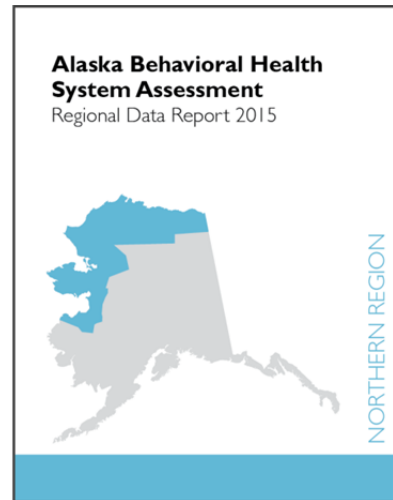 Alaska Behavioral Health
System Assessment
Regional Data Report 2015
NORTHERN REGION